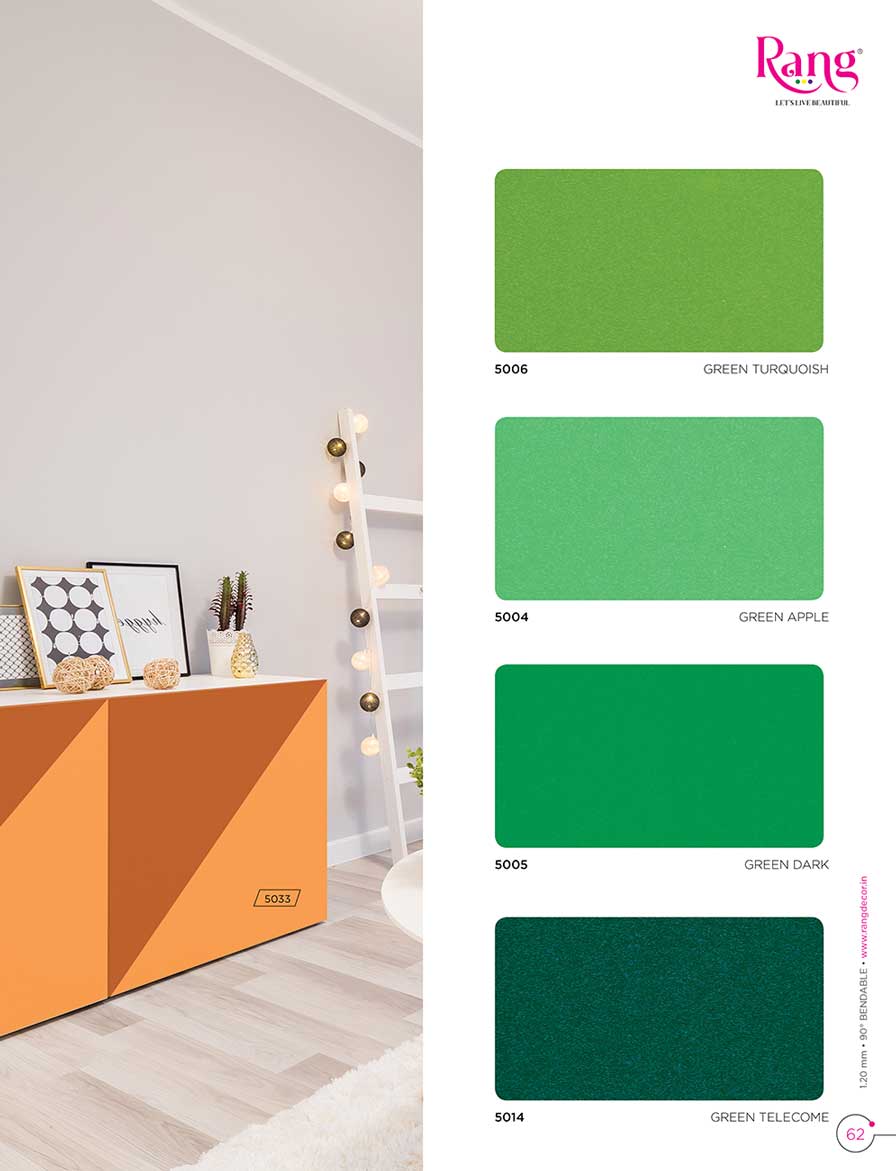 Rang®
LET'S LIVE BEAUTIFUL
5006 GREEN TURQUOISH
5004 GREEN APPLE
hygge
5005 GREEN DARK
5033
5014 GREEN TELECOME
1.20 mm • 90° BENDABLE • www.rangdecor.in
62